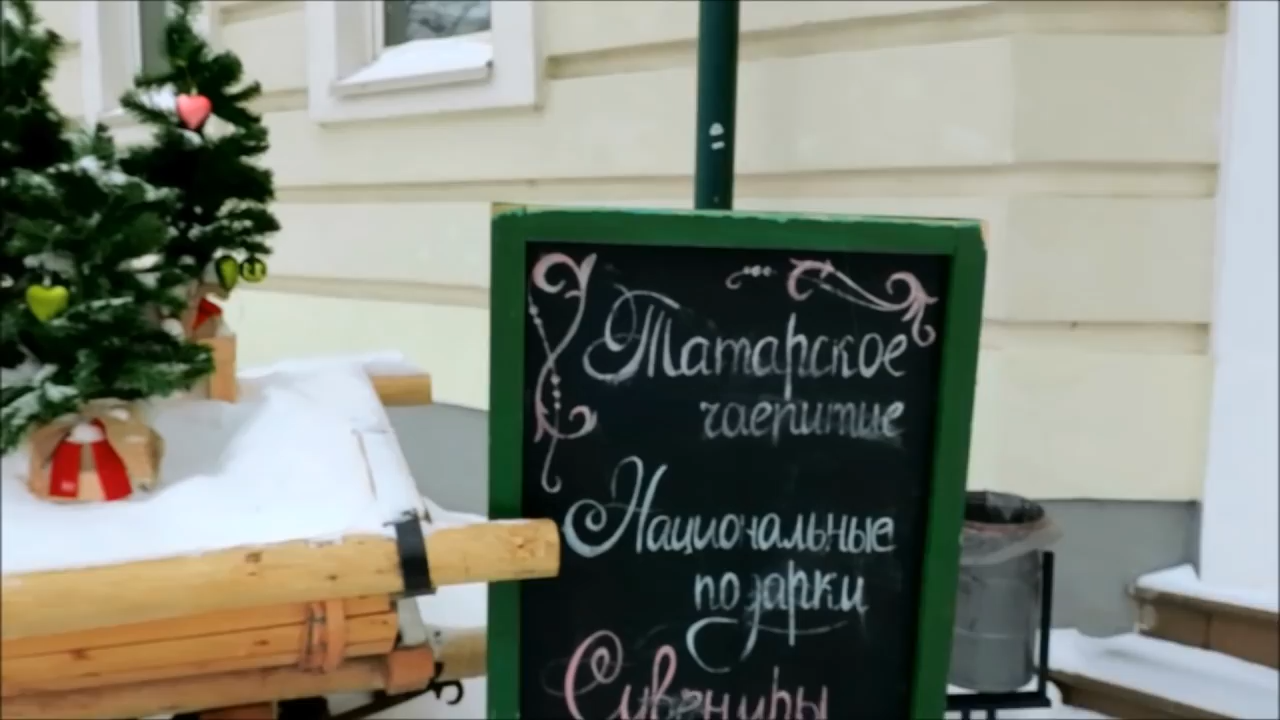 Татарское
чаепитие
Национальные
подарки
Сувениры